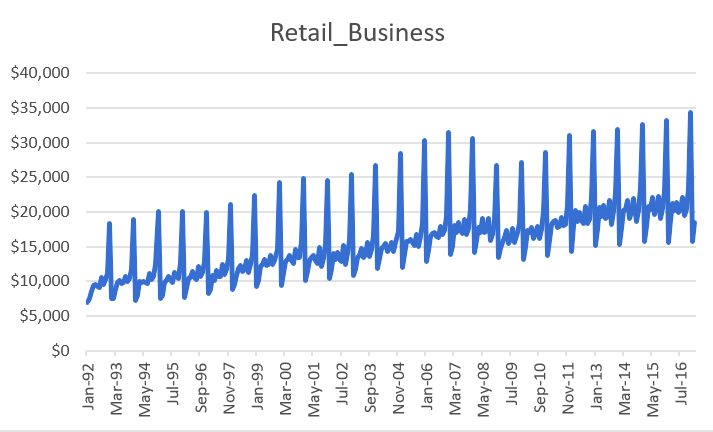 Retail_Business
$40,000
$35,000
$30,000
$25,000
$20,000
$15,000
$10,000
$5,000
$0
Jan-92
Mar-93
May-94
Jul-95
Sep-96
Nov-97
Jan-99
Mar-00
May-01
Jul-02
Sep-03
Nov-04
Jan-06
Mar-07
May-08
Jul-09
Sep-10
Nov-11
Jan-13
Mar-14
May-15
Jul-16